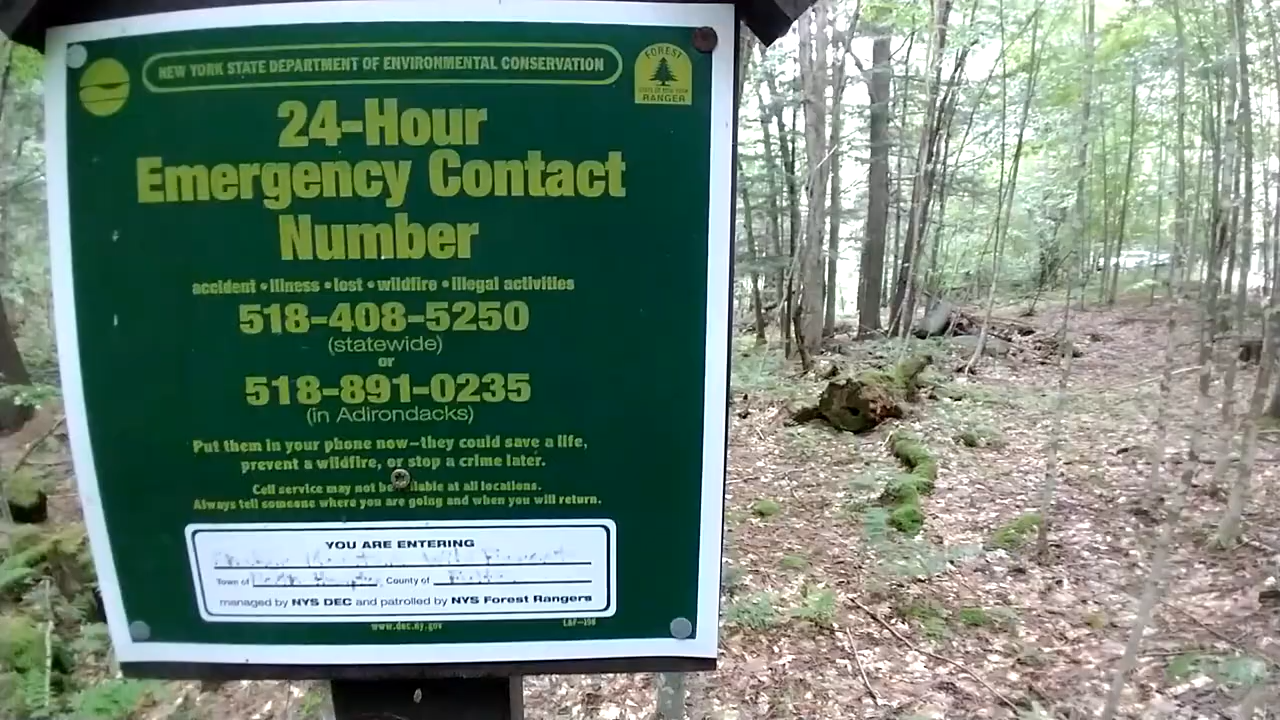 NEW YORK STATE DEPARTMENT OF ENVIRONMENTAL CONSERVATION
FOREST
RANGER
24-Hour
Emergency Contact
Number
accident • illness • lost • wildfire • illegal activities
518-408-5250
(statewide)
or
518-891-0235
(in Adirondacks)
Put them in your phone now—they could save a life,
prevent a wildfire, or stop a crime later.
Cell service may not be at all locations.
Always tell someone where you are going and when you will return.
YOU ARE ENTERING
Town of County of
managed by NYS DEC and patrolled by NYS Forest Rangers
www.dec.ny.gov